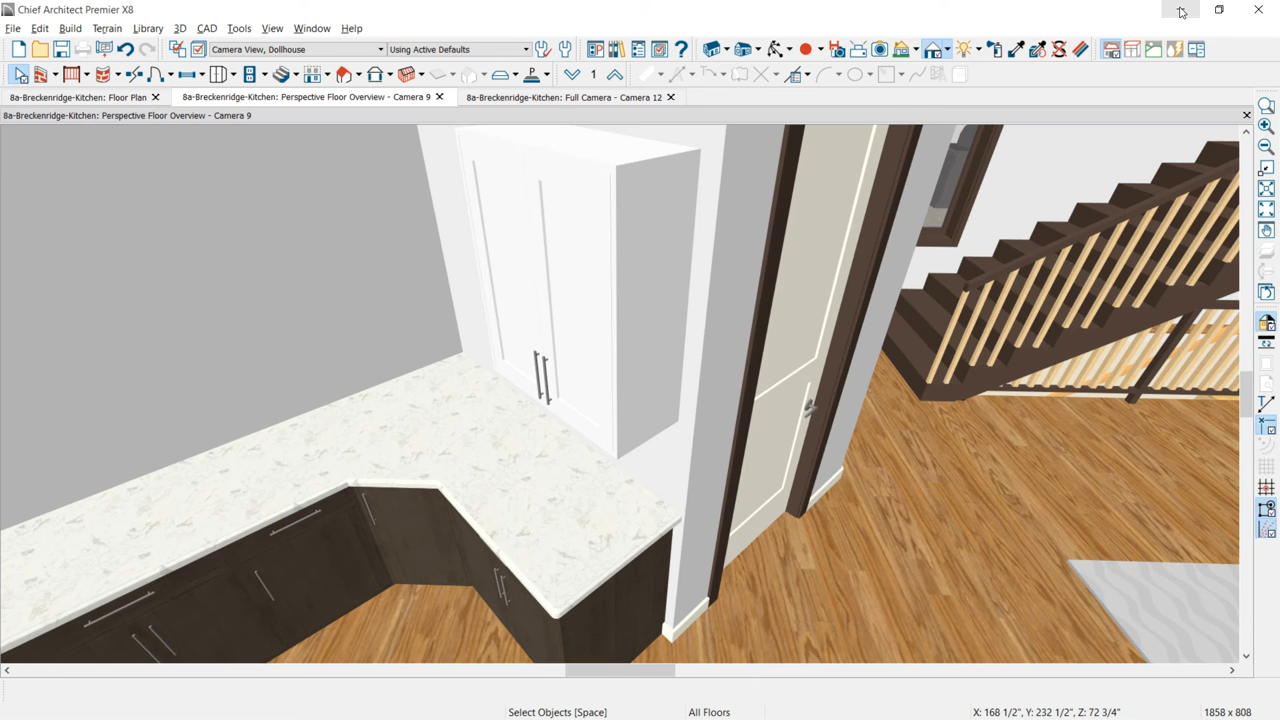 Chief Architect Premier X8
File Edit Build Terrain Library 3D CAD Tools View Window Help
Camera View, Dollhouse Using Active Defaults
1
8a-Breckenridge-Kitchen: Floor Plan 8a-Breckenridge-Kitchen: Perspective Floor Overview - Camera 9 8a-Breckenridge-Kitchen: Full Camera - Camera 12
8a-Breckenridge-Kitchen: Perspective Floor Overview - Camera 9
Select Objects [Space] All Floors X: 168 1/2", Y: 232 1/2", Z: 72 3/4" 1858 x 808